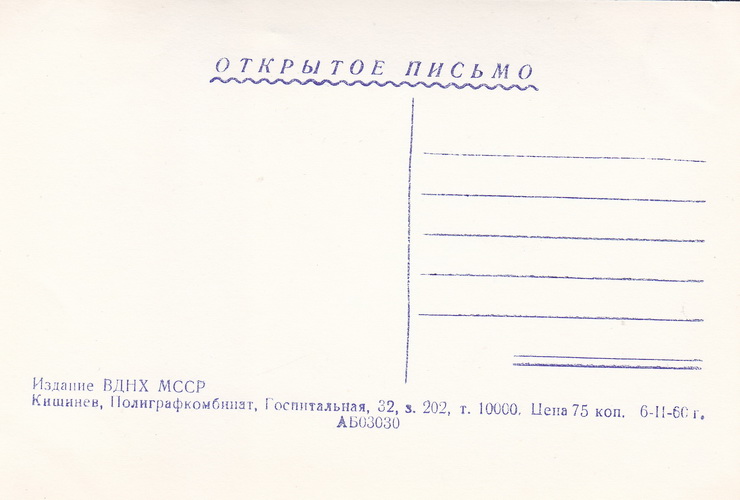 ОТКРЫТОЕ ПИСЬМО
Издание ВДНХ МССР
Кишинев, Полиграфкомбинат, Госпитальная, 32, з. 202, т. 10000. Цена 75 коп. 6-II-60 г.
АБ03030